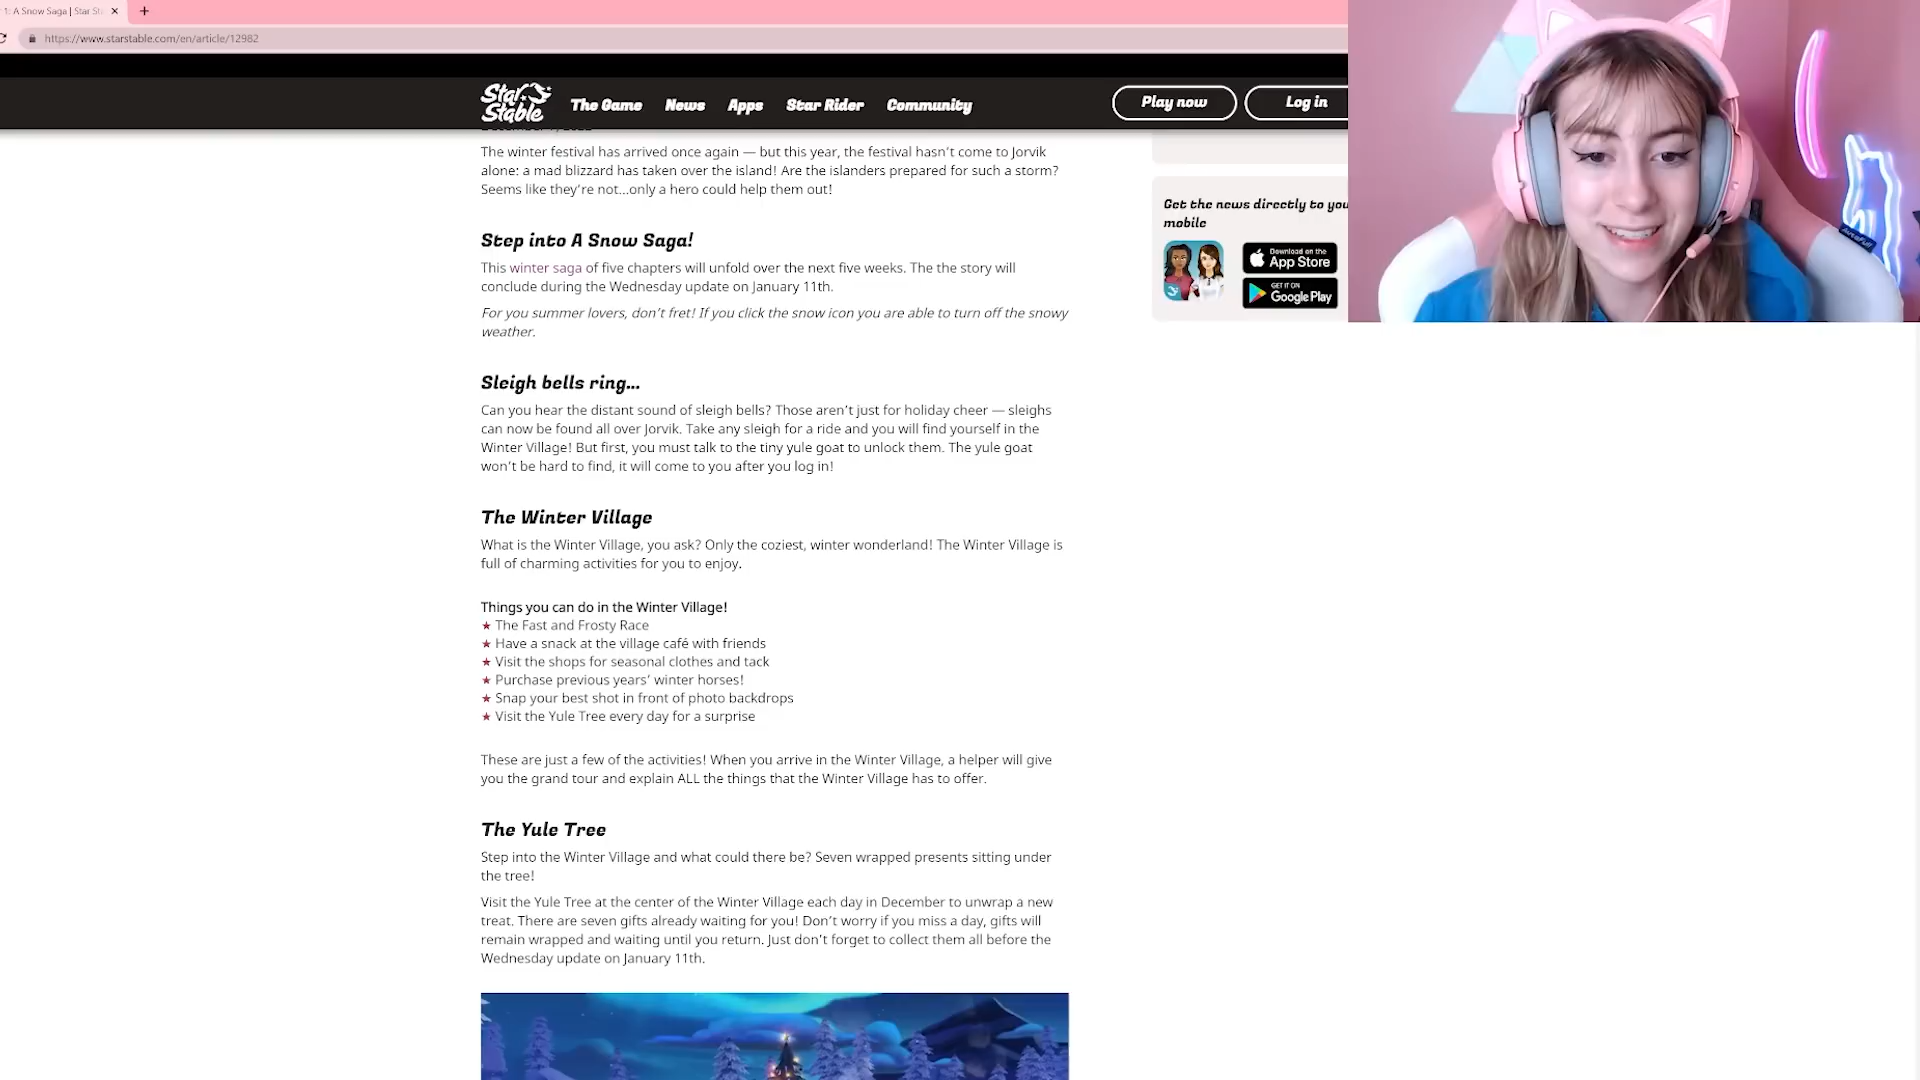 1: A Snow Saga | Star St
https://www.starstable.com/en/article/12982
Star Stable
The Game
News
Apps
Star Rider
Community
Play now
Log in
The winter festival has arrived once again — but this year, the festival hasn't come to Jorvik
alone: a mad blizzard has taken over the island! Are the islanders prepared for such a storm?
Seems like they're not...only a hero could help them out!
Step into A Snow Saga!
This winter saga of five chapters will unfold over the next five weeks. The the story will
conclude during the Wednesday update on January 11th.
For you summer lovers, don't fret! If you click the snow icon you are able to turn off the snowy
weather.
Sleigh bells ring...
Can you hear the distant sound of sleigh bells? Those aren't just for holiday cheer — sleighs
can now be found all over Jorvik. Take any sleigh for a ride and you will find yourself in the
Winter Village! But first, you must talk to the tiny yule goat to unlock them. The yule goat
won't be hard to find, it will come to you after you log in!
The Winter Village
What is the Winter Village, you ask? Only the coziest, winter wonderland! The Winter Village is
full of charming activities for you to enjoy.
Things you can do in the Winter Village!
★ The Fast and Frosty Race
★ Have a snack at the village café with friends
★ Visit the shops for seasonal clothes and tack
★ Purchase previous years' winter horses!
★ Snap your best shot in front of photo backdrops
★ Visit the Yule Tree every day for a surprise
These are just a few of the activities! When you arrive in the Winter Village, a helper will give
you the grand tour and explain ALL the things that the Winter Village has to offer.
The Yule Tree
Step into the Winter Village and what could there be? Seven wrapped presents sitting under
the tree!
Visit the Yule Tree at the center of the Winter Village each day in December to unwrap a new
treat. There are seven gifts already waiting for you! Don't worry if you miss a day, gifts will
remain wrapped and waiting until you return. Just don't forget to collect them all before the
Wednesday update on January 11th.
Get the news directly to you
mobile
Download on the
App Store
GET IT ON
Google Play
AutoFull